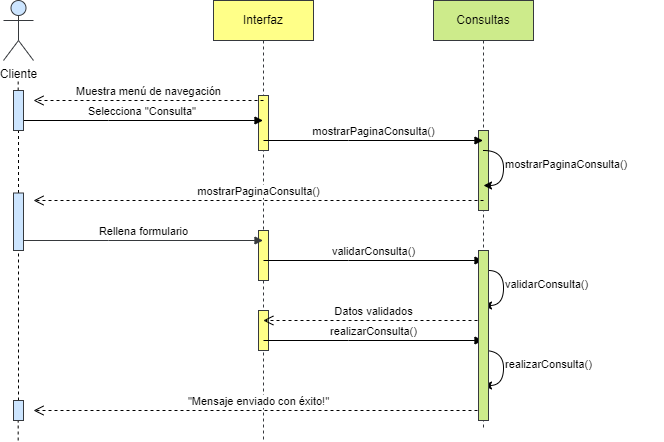 Interfaz
Consultas
Cliente
Muestra menú de navegación
Selecciona "Consulta"
mostrarPaginaConsulta()
mostrarPaginaConsulta()
mostrarPaginaConsulta()
Rellena formulario
validarConsulta()
validarConsulta()
Datos validados
realizarConsulta()
realizarConsulta()
"Mensaje enviado con éxito!"